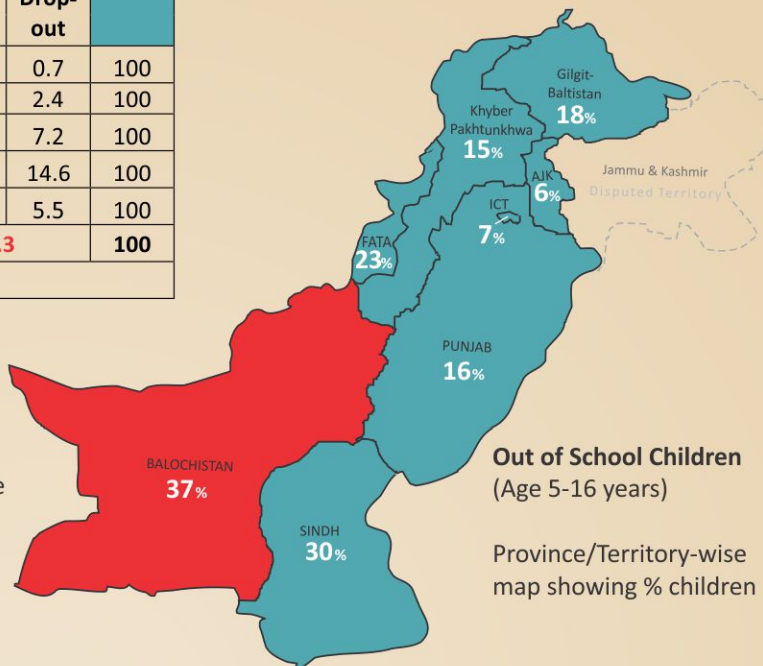 Drop-
out
0.7 100
2.4 100
7.2 100
14.6 100
5.5 100
.3 100
Gilgit-
Baltistan
18%
Khyber
Pakhtunkhwa
15%
Jammu & Kashmir
Disputed Territory
AJK
6%
ICT
7%
FATA
23%
PUNJAB
16%
BALOCHISTAN
37%
SINDH
30%
Out of School Children
(Age 5-16 years)
Province/Territory-wise
map showing % children